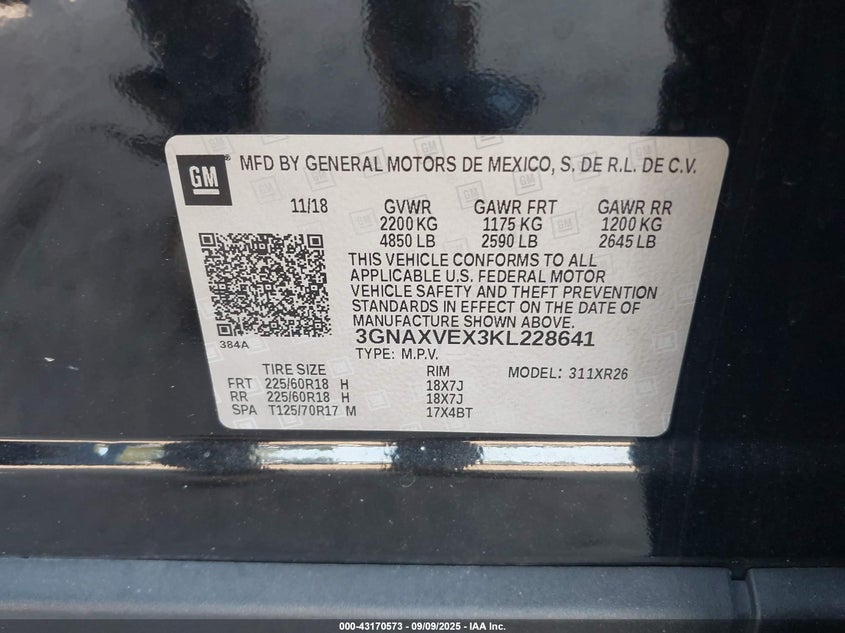 GM
MFD BY GENERAL MOTORS DE MEXICO, S. DE R.L. DE C.V.
11/18 GVWR GAWR FRT GAWR RR
2200 KG 1175 KG 1200 KG
4850 LB 2590 LB 2645 LB
THIS VEHICLE CONFORMS TO ALL
APPLICABLE U.S. FEDERAL MOTOR
VEHICLE SAFETY AND THEFT PREVENTION
STANDARDS IN EFFECT ON THE DATE OF
MANUFACTURE SHOWN ABOVE.
384A
3GNAXVEX3KL228641
TYPE: M.P.V.
TIRE SIZE RIM MODEL: 311XR26
FRT 225/60R18 H 18X7J
RR 225/60R18 H 18X7J
SPA T125/70R17 M 17X4BT
000-43170573 - 09/09/2025 - IAA Inc.